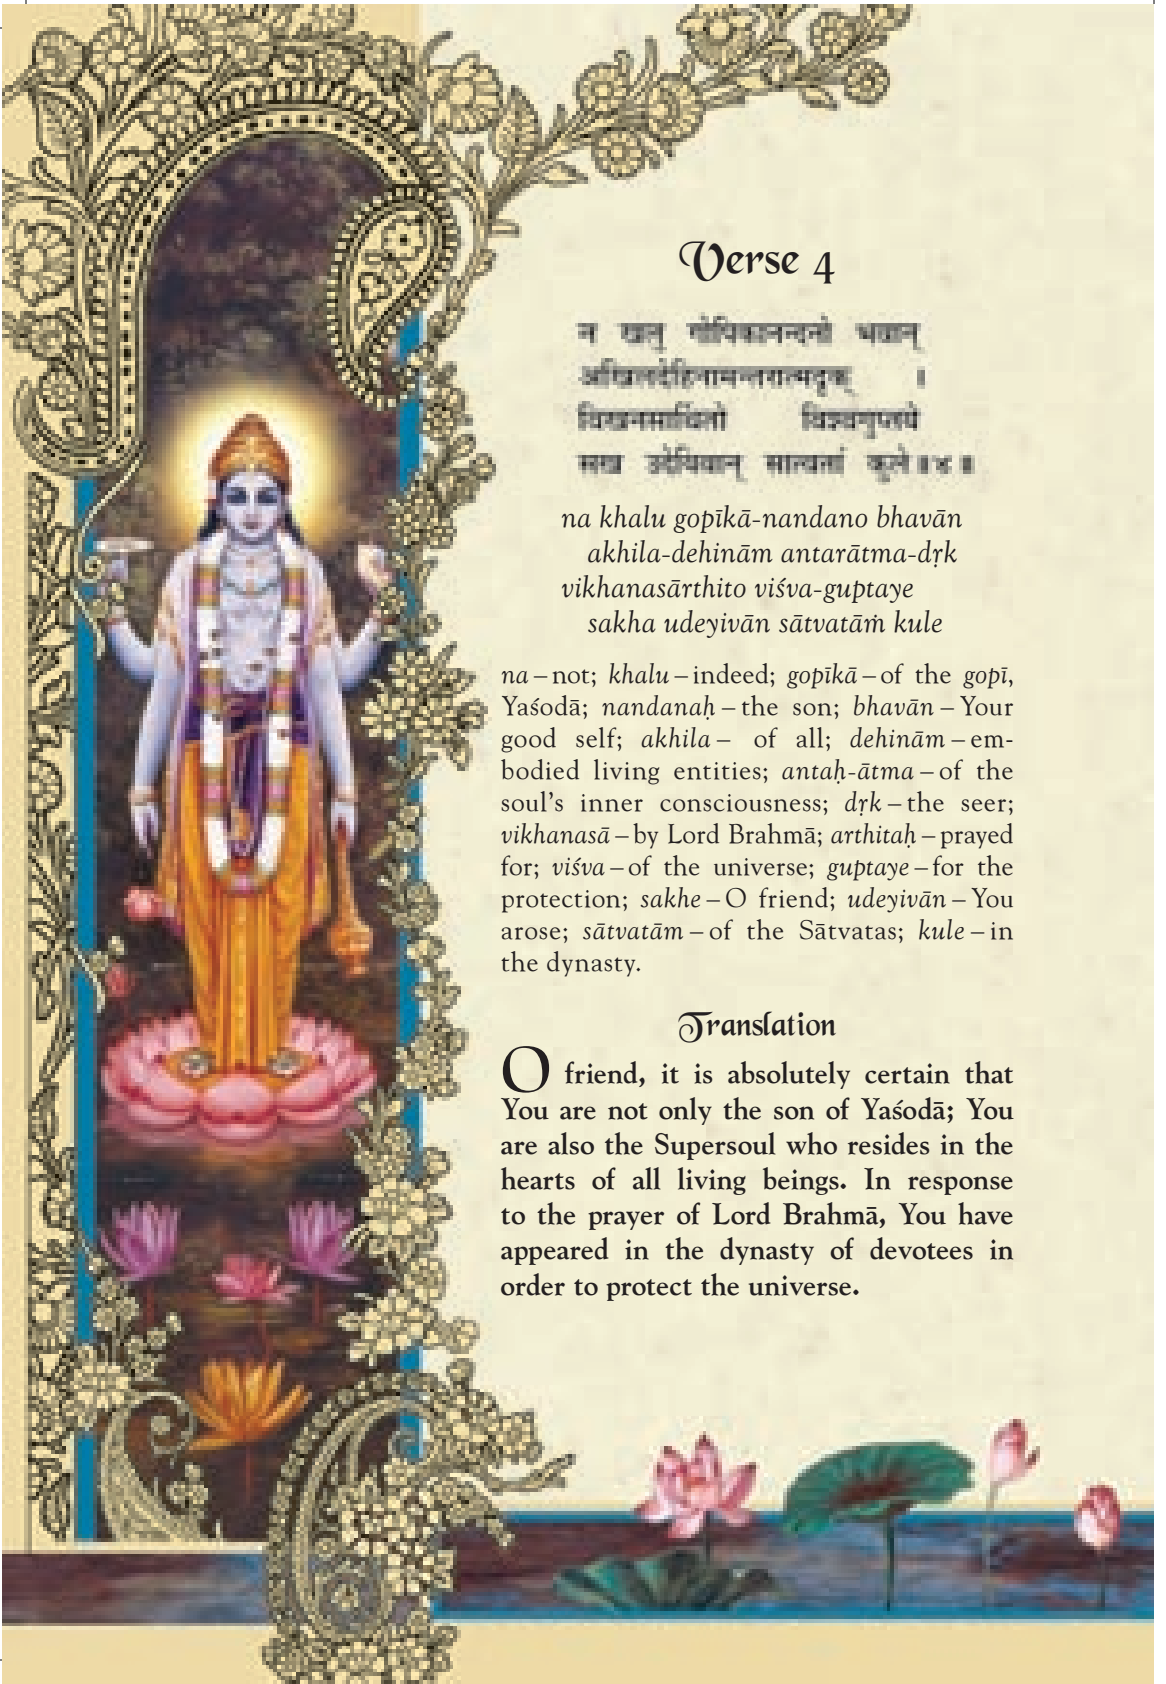 Verse 4
न खलु गोपिकानन्दनो भवान्
अखिलदेहिनामन्तरात्मदृक् ।
विखनसार्थितो विश्वगुप्तये
सख उदेयिवान् सात्वतां कुले॥४॥
na khalu gopīkā-nandano bhavān
akhila-dehinām antarātma-dṛk
vikhanasārthito viśva-guptaye
sakha udeyivān sātvatāṁ kule
na – not; khalu – indeed; gopīkā – of the gopī,
Yaśodā; nandanaḥ – the son; bhavān – Your
good self; akhila – of all; dehinām – em-
bodied living entities; antaḥ-ātma – of the
soul’s inner consciousness; dṛk – the seer;
vikhanasā – by Lord Brahmā; arthitaḥ – prayed
for; viśva – of the universe; guptaye – for the
protection; sakhe – O friend; udeyivān – You
arose; sātvatām – of the Sātvatas; kule – in
the dynasty.
Translation
O friend, it is absolutely certain that
You are not only the son of Yaśodā; You
are also the Supersoul who resides in the
hearts of all living beings. In response
to the prayer of Lord Brahmā, You have
appeared in the dynasty of devotees in
order to protect the universe.